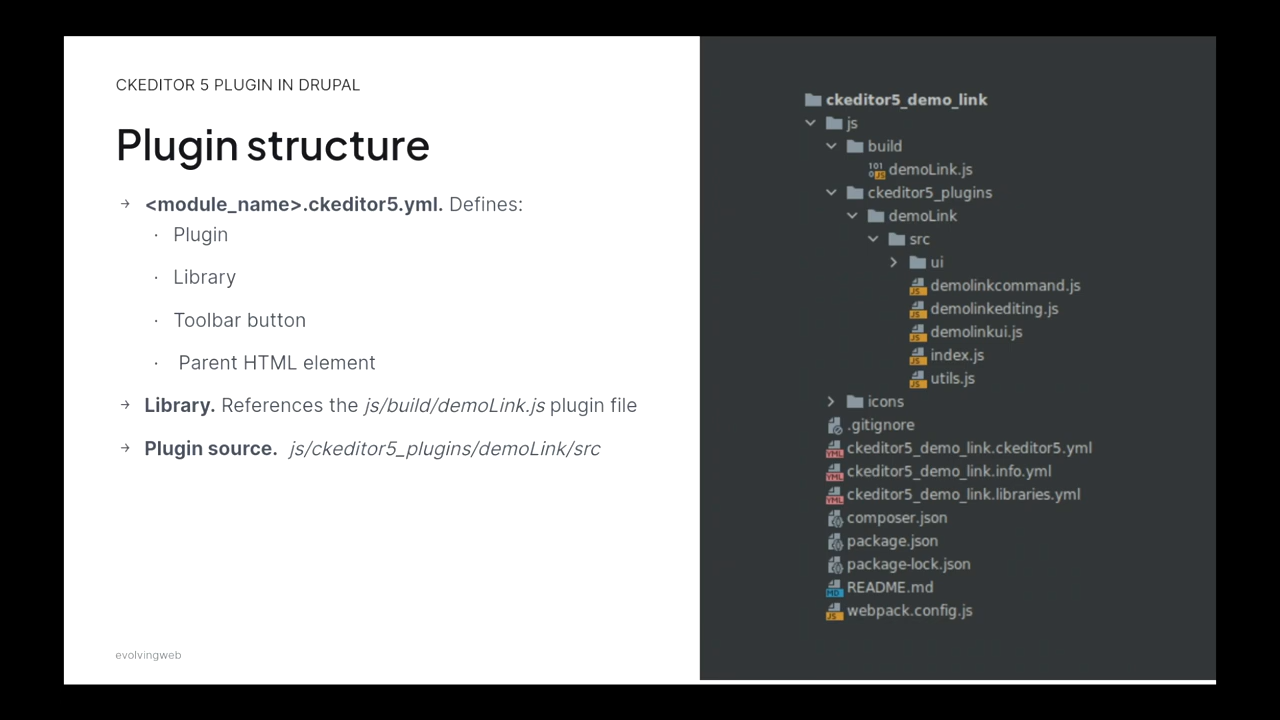 CKEDITOR 5 PLUGIN IN DRUPAL
Plugin structure
→ <module_name>.ckeditor5.yml. Defines:
· Plugin
· Library
· Toolbar button
· Parent HTML element
→ Library. References the js/build/demoLink.js plugin file
→ Plugin source. js/ckeditor5_plugins/demoLink/src
evolvingweb
ckeditor5_demo_link
js
build
demoLink.js
ckeditor5_plugins
demoLink
src
ui
demolinkcommand.js
demolinkediting.js
demolinkui.js
index.js
utils.js
icons
.gitignore
ckeditor5_demo_link.ckeditor5.yml
ckeditor5_demo_link.info.yml
ckeditor5_demo_link.libraries.yml
composer.json
package.json
package-lock.json
README.md
webpack.config.js